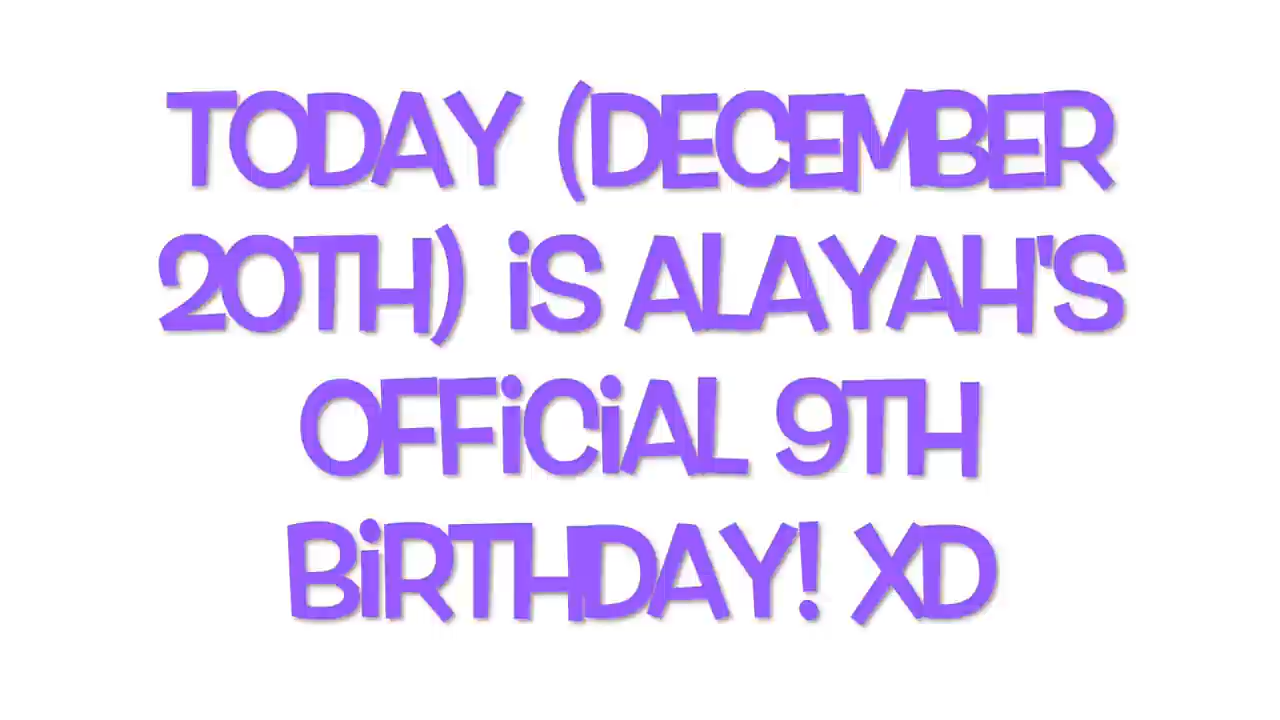 TODAY (DECEMBER
20TH) iS ALAYAH'S
OFFiCiAL 9TH
BiRTHDAY! XD